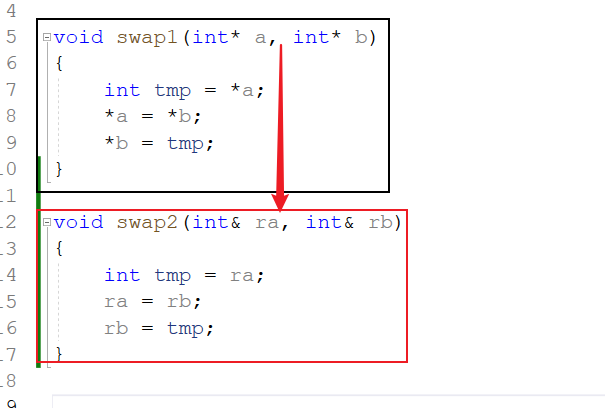 4
5 void swap1(int* a, int* b)
6 {
7 int tmp = *a;
8 *a = *b;
9 *b = tmp;
10 }
11
12 void swap2(int& ra, int& rb)
13 {
14 int tmp = ra;
15 ra = rb;
16 rb = tmp;
17 }
18
9